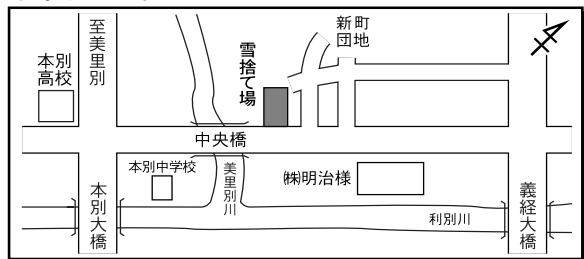 至美里別
本別
高校
雪捨て場
新町
団地
中央橋
本別中学校
美里別川
㈱明治様
本別大橋
利別川
義経大橋